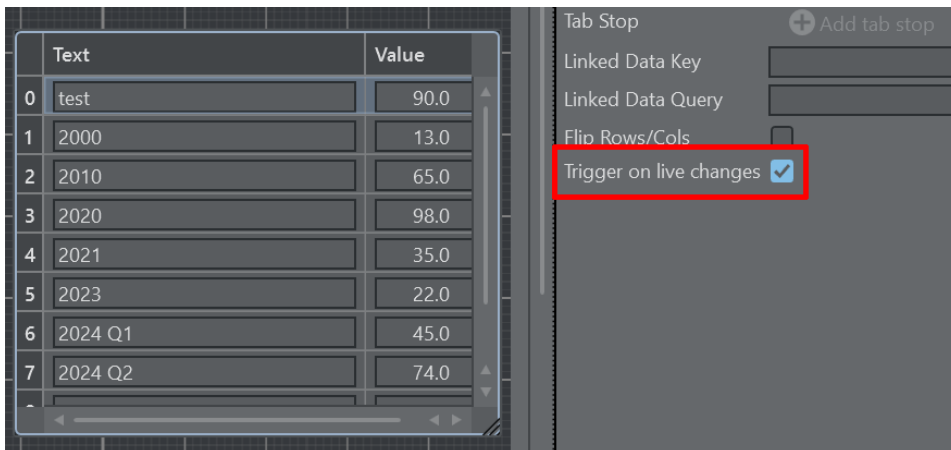 Text Value
0 test 90.0
1 2000 13.0
2 2010 65.0
3 2020 98.0
4 2021 35.0
5 2023 22.0
6 2024 Q1 45.0
7 2024 Q2 74.0
Tab Stop Add tab stop
Linked Data Key
Linked Data Query
Flip Rows/Cols
Trigger on live changes